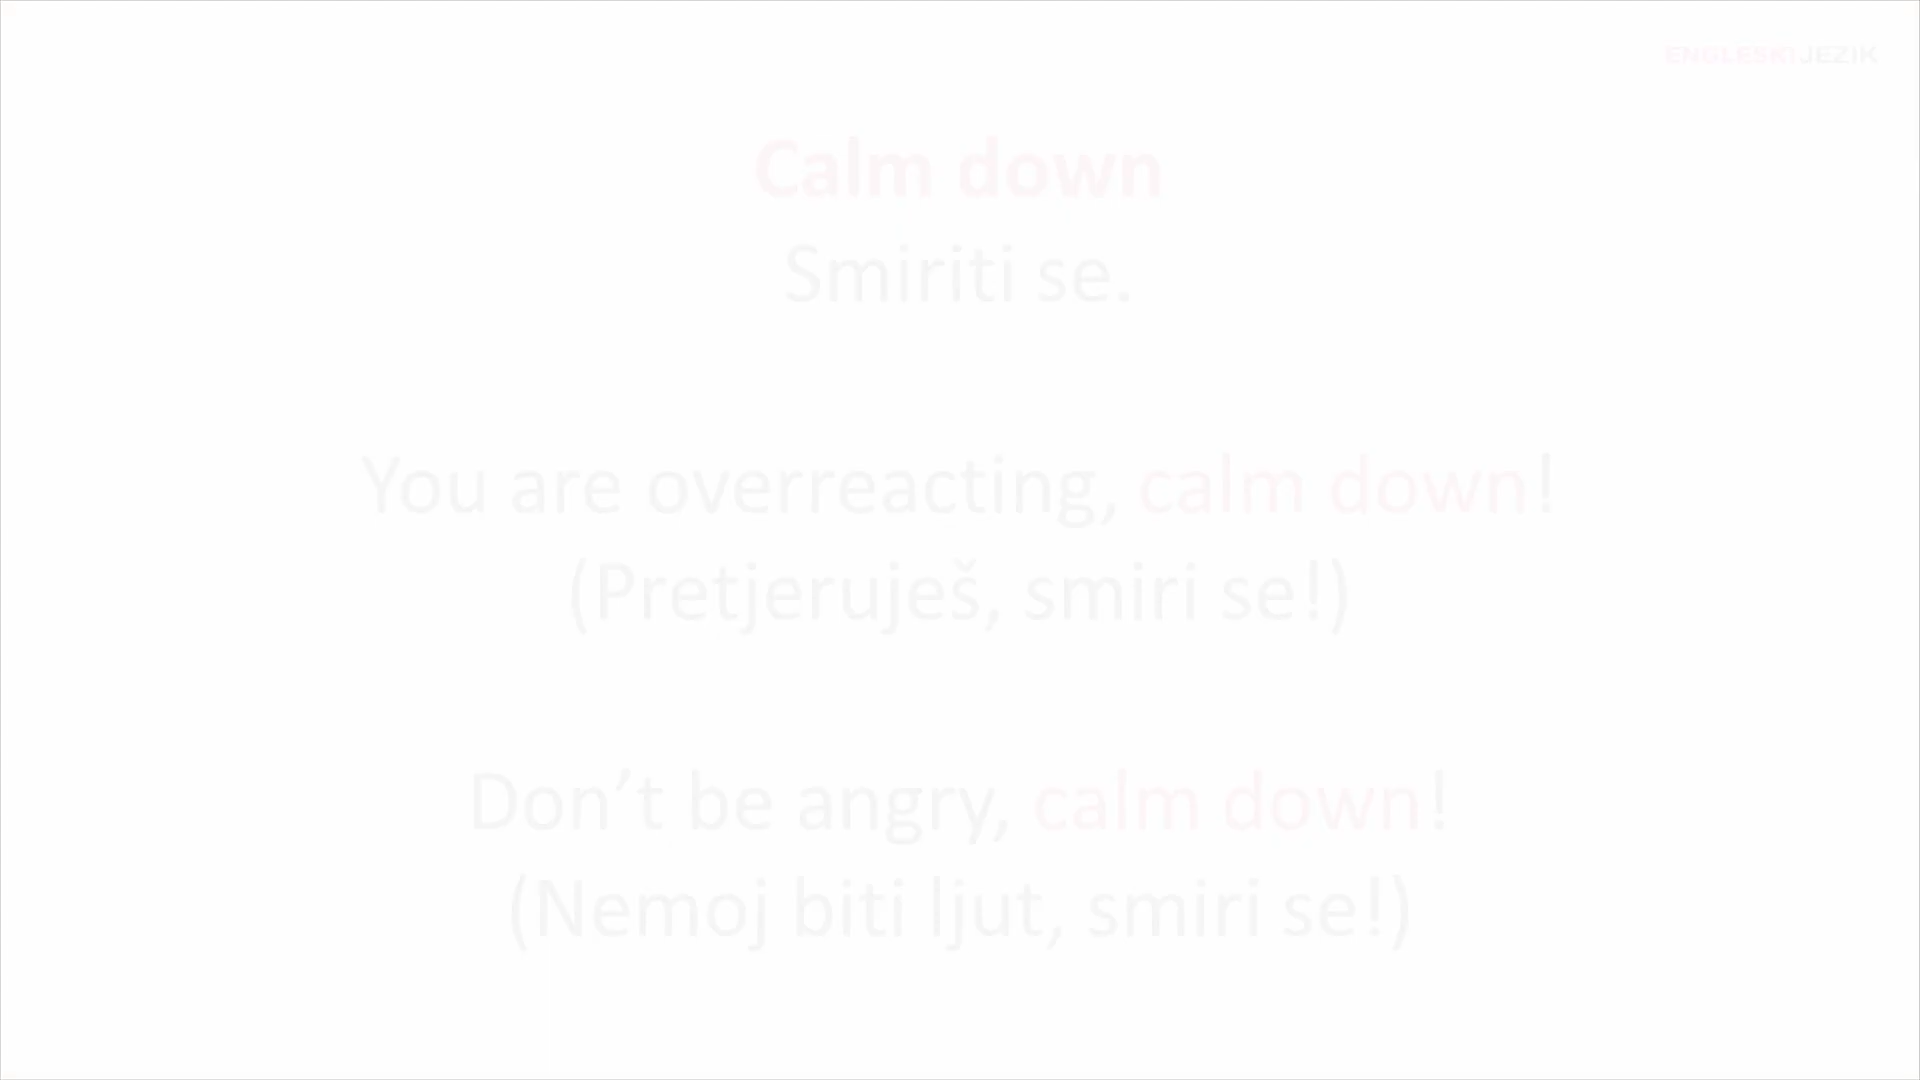 ENGLESKI JEZIK
Calm down
Smiriti se.
You are overreacting, calm down!
(Pretjeruješ, smiri se!)
Don’t be angry, calm down!
(Nemoj biti ljut, smiri se!)